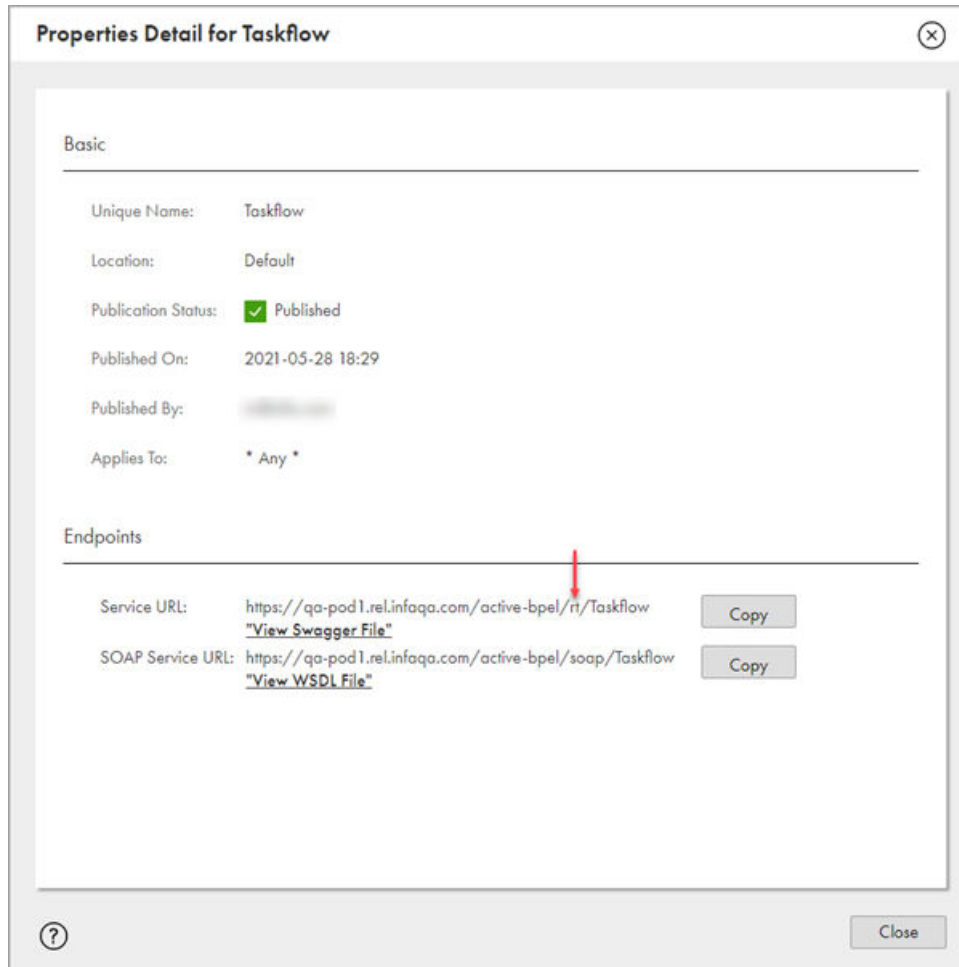 Properties Detail for Taskflow
Basic
Unique Name: Taskflow
Location: Default
Publication Status: Published
Published On: 2021-05-28 18:29
Published By:
Applies To: * Any *
Endpoints
Service URL: https://qa-pod1.rel.infaqa.com/active-bpel/rt/Taskflow Copy
"View Swagger File"
SOAP Service URL: https://qa-pod1.rel.infaqa.com/active-bpel/soap/Taskflow Copy
"View WSDL File"
? Close